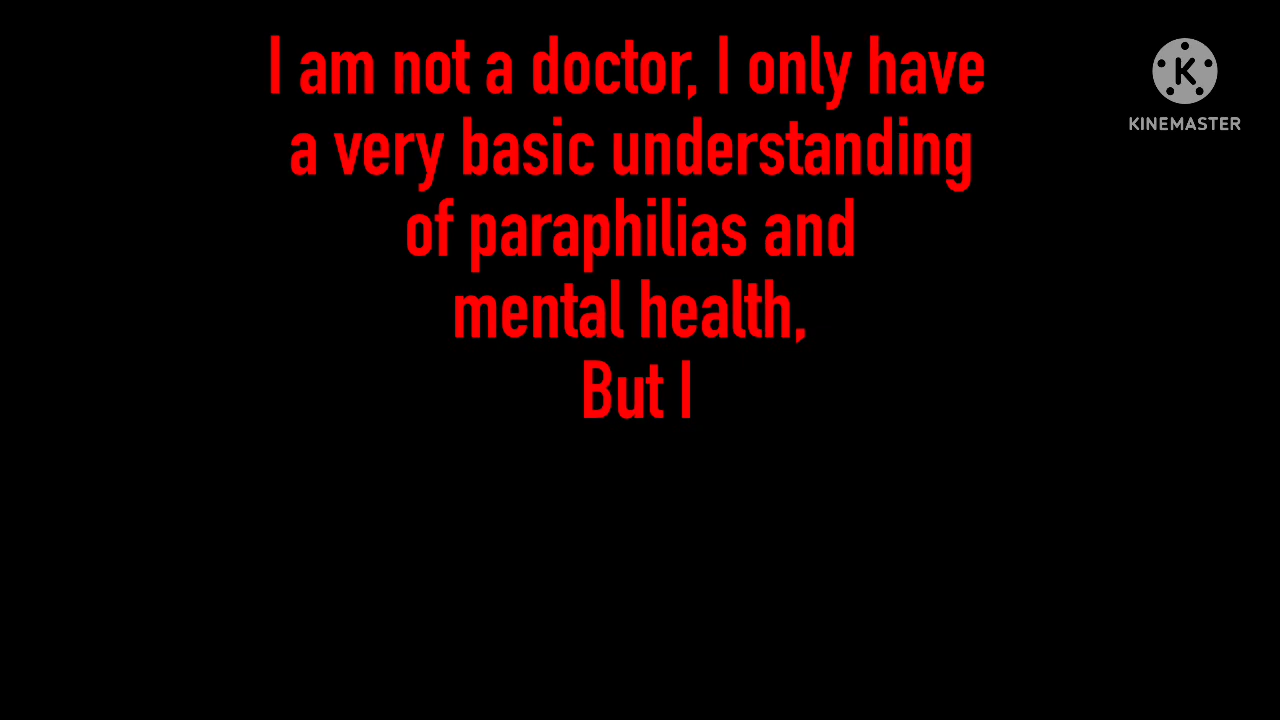 I am not a doctor, I only have
a very basic understanding
of paraphilias and
mental health,
But I
KINEMASTER